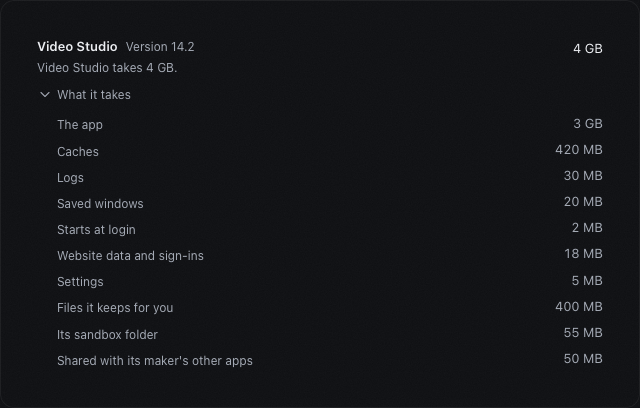 Video Studio Version 14.2 4 GB
Video Studio takes 4 GB.
What it takes
The app 3 GB
Caches 420 MB
Logs 30 MB
Saved windows 20 MB
Starts at login 2 MB
Website data and sign-ins 18 MB
Settings 5 MB
Files it keeps for you 400 MB
Its sandbox folder 55 MB
Shared with its maker's other apps 50 MB